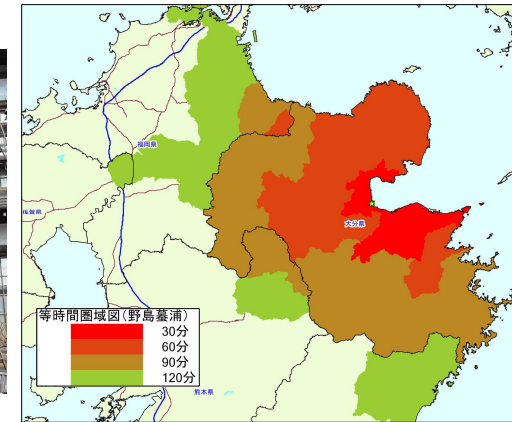 福岡県
佐賀県
大分県
等時間圏域図(野島蟇浦)
30分
60分
90分
120分
熊本県